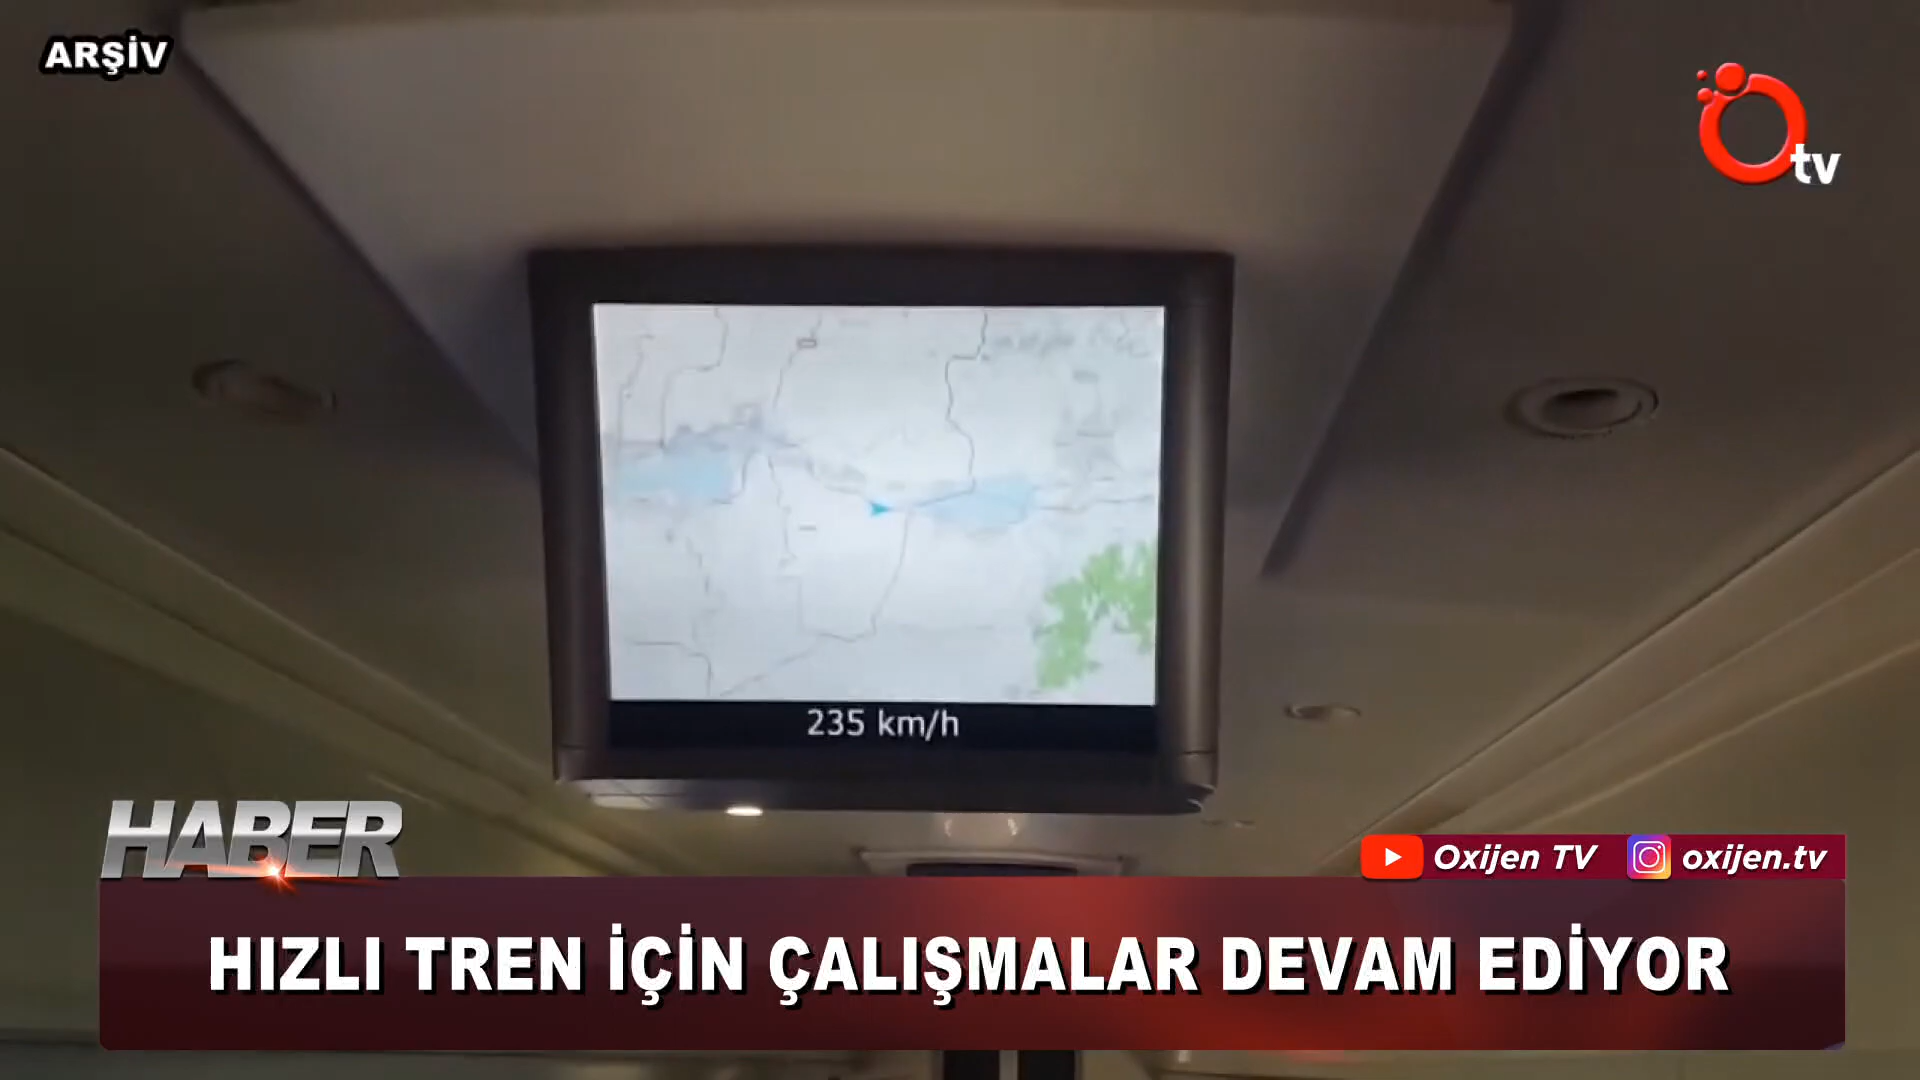 ARŞİV
tv
235 km/h
HABER
Oxijen TV
oxijen.tv
HIZLI TREN İÇİN ÇALIŞMALAR DEVAM EDİYOR